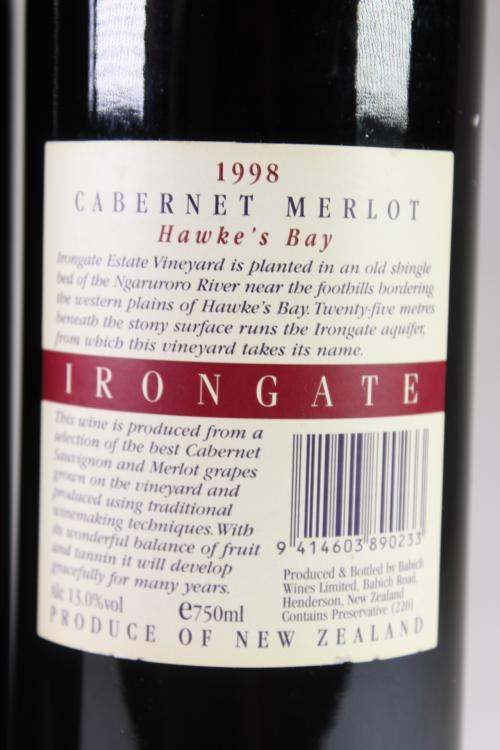 1998
CABERNET MERLOT
Hawke's Bay
Irongate Estate Vineyard is planted in an old shingle
bed of the Ngaruroro River near the foothills bordering
the western plains of Hawke's Bay. Twenty-five metres
beneath the stony surface runs the Irongate aquifer,
from which this vineyard takes its name.
IRONGATE
This wine is produced from a
selection of the best Cabernet
Sauvignon and Merlot grapes
grown on the vineyard and
produced using traditional
winemaking techniques. With
its wonderful balance of fruit
and tannin it will develop
gracefully for many years.
9 414603 890233
Produced & Bottled by Babich
Wines Limited, Babich Road,
Henderson, New Zealand
Contains Preservative (220)
Alc 13.0%vol e750ml
PRODUCE OF NEW ZEALAND